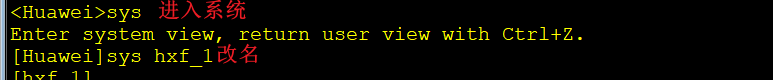 <Huawei>sys 进入系统
Enter system view, return user view with Ctrl+Z.
[Huawei]sys hxf_1改名
[hxf_1]